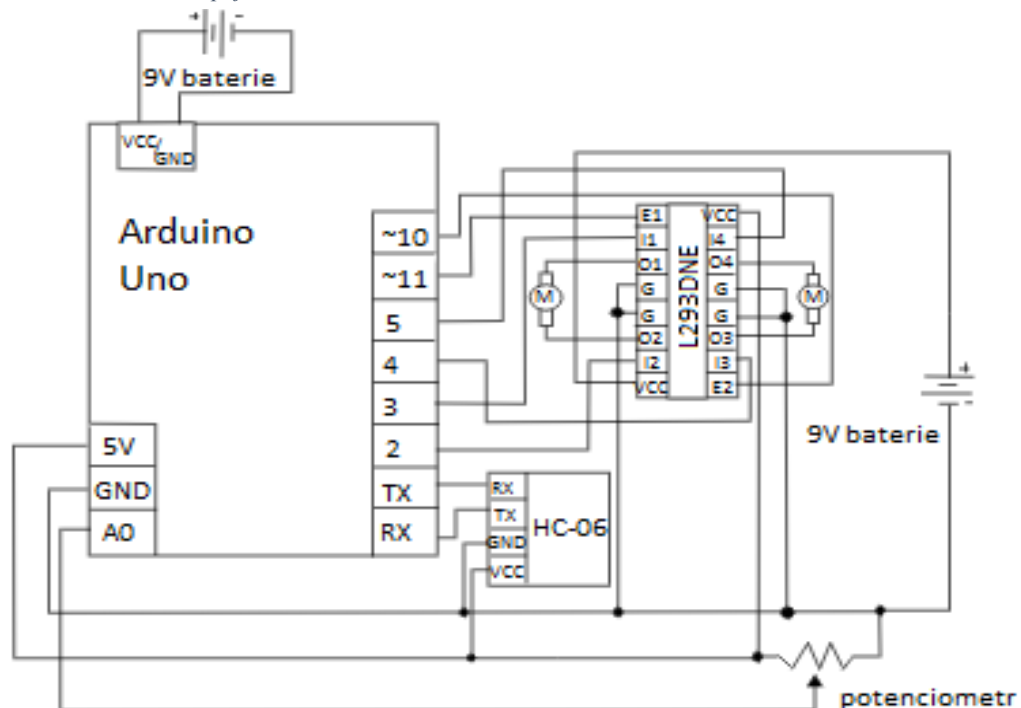 + -
9V baterie
VCC/
GND
Arduino
Uno
~10
~11
5
4
3
2
TX
RX
5V
GND
A0
E1
I1
O1
G
G
O2
I2
VCC
L293DNE
VCC
I4
O4
G
G
O3
I3
E2
M
M
+
-
9V baterie
RX
TX
GND
VCC
HC-06
potenciometr